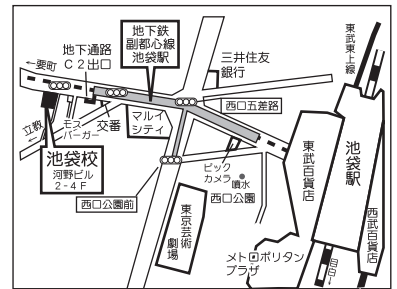 ←要町
地下通路
C2出口
地下鉄
副都心線
池袋駅
三井住友
銀行
東武東上線
西口五差路
立教
←
モス
バーガー
交番
マルイ
シティ
池袋校
河野ビル
2-4F
西口公園前
ビック
カメラ
噴水
西口公園
東京芸術
劇場
東武百貨店
池袋駅
西武百貨店
メトロポリタン
プラザ
目白→